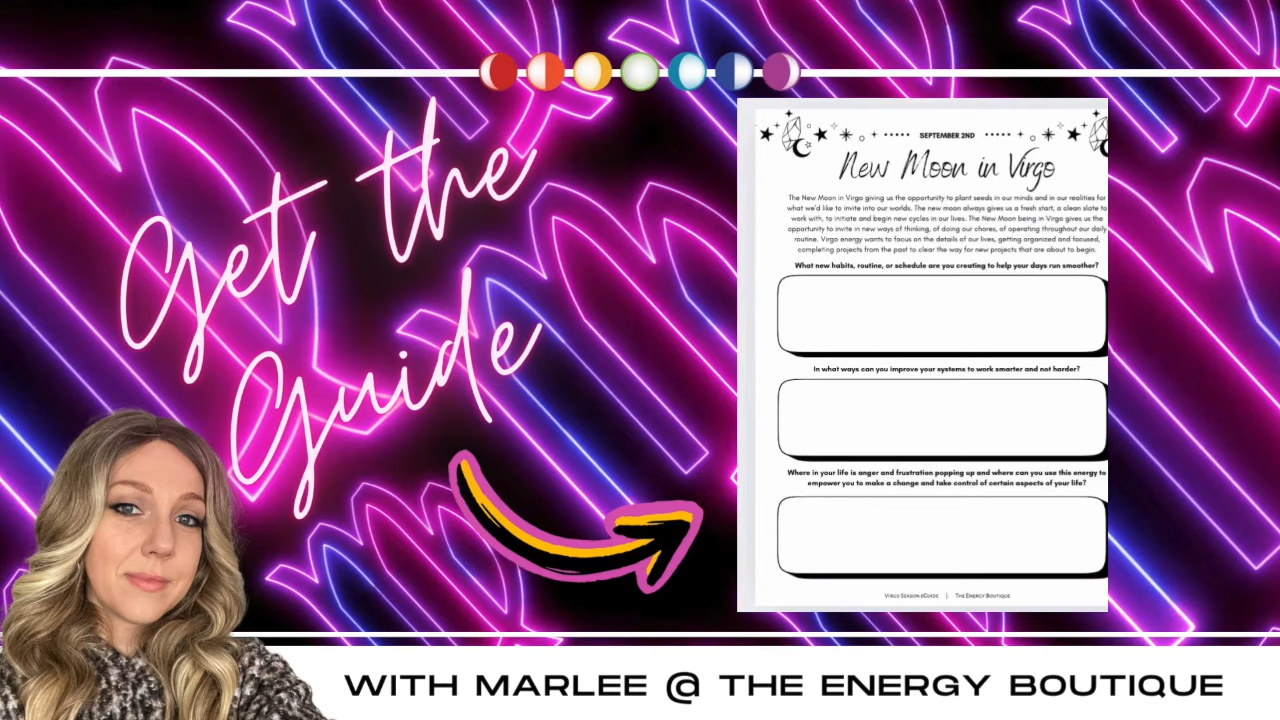 Get the
Guide
SEPTEMBER 2ND
New Moon in Virgo
The New Moon in Virgo giving us the opportunity to plant seeds in our minds and in our realities for
what we'd like to invite into our worlds. The new moon always gives us a fresh start, a clean slate to
work with, to initiate and begin new cycles in our lives. The New Moon being in Virgo gives us the
opportunity to invite in new ways of thinking, of doing our chores, of operating throughout our daily
routine. Virgo energy wants to focus on the details of our lives, getting organized and focused,
completing projects from the past to clear the way for new projects that are about to begin.
What new habits, routine, or schedule are you creating to help your days run smoother?
In what ways can you improve your systems to work smarter and not harder?
Where in your life is anger and frustration popping up and where can you use this energy to
empower you to make a change and take control of certain aspects of your life?
Virgo Season eGuide | The Energy Boutique
WITH MARLEE @ THE ENERGY BOUTIQUE